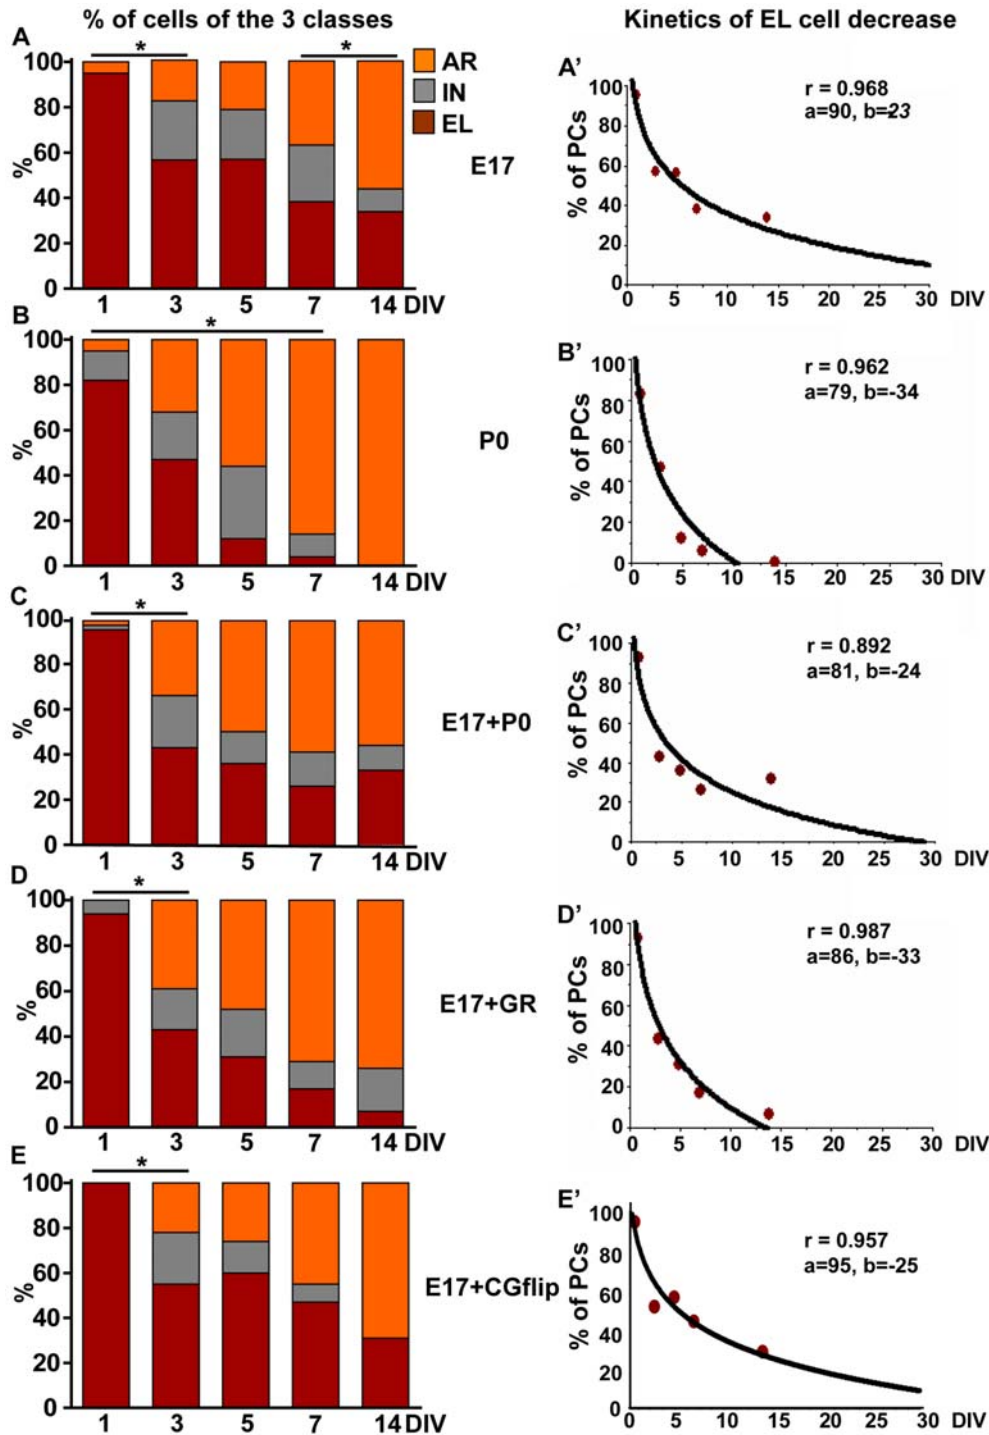 % of cells of the 3 classes
Kinetics of EL cell decrease
A
*
*
100
80
60
40
20
0
%
1 3 5 7 14 DIV
AR
IN
EL
E17
A’
100
80
60
40
20
0
% of PCs
r = 0.968
a=90, b=-23
0 5 10 15 20 25 30 DIV
B
*
100
80
60
40
20
0
%
1 3 5 7 14 DIV
P0
B’
100
80
60
40
20
0
% of PCs
r = 0.962
a=79, b=-34
5 10 15 20 25 30 DIV
C
*
100
80
60
40
20
0
%
1 3 5 7 14 DIV
E17+P0
C’
100
80
60
40
20
0
% of PCs
r = 0.892
a=81, b=-24
0 5 10 15 20 25 30 DIV
D
*
100
80
60
40
20
0
%
1 3 5 7 14 DIV
E17+GR
D’
100
80
60
40
20
0
% of PCs
r = 0.987
a=86, b=-33
0 5 10 15 20 25 30 DIV
E
*
100
80
60
40
20
0
%
1 3 5 7 14 DIV
E17+CGflip
E’
100
80
60
40
20
0
% of PCs
r = 0.957
a=95, b=-25
0 5 10 15 20 25 30 DIV